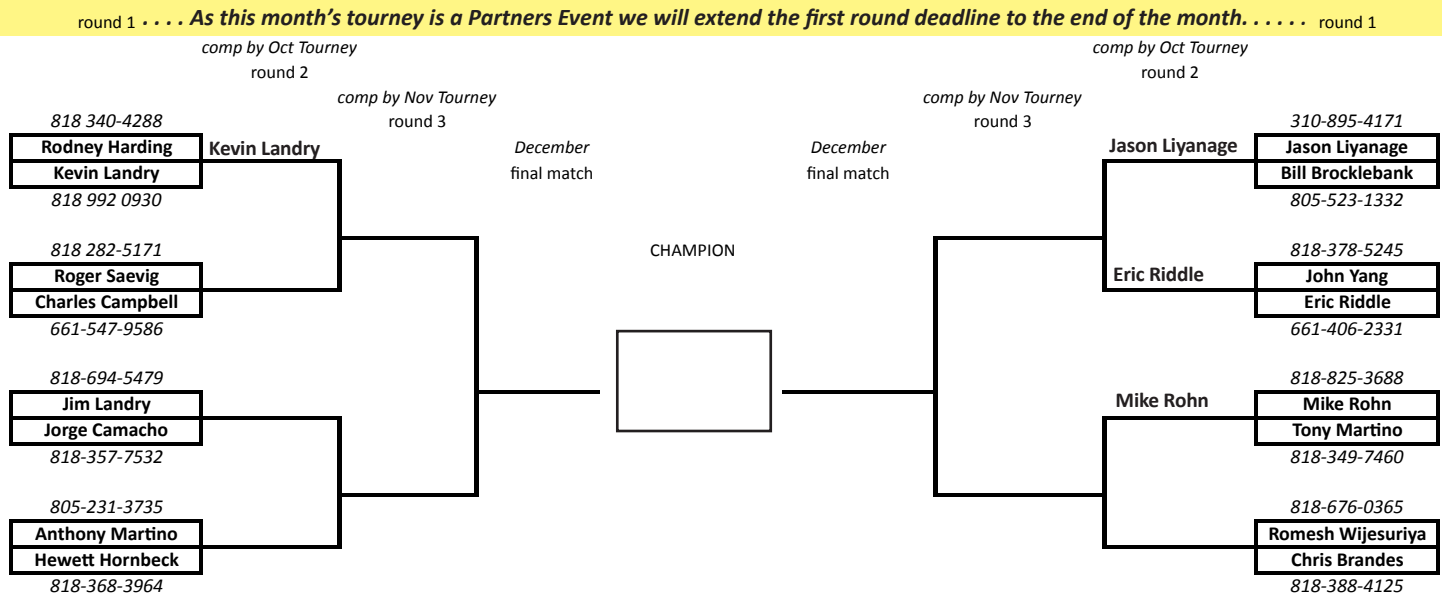 round 1 . . . . As this month's tourney is a Partners Event we will extend the first round deadline to the end of the month. . . . . . round 1
comp by Oct Tourney
round 2
comp by Nov Tourney
round 3
December
final match
818 340-4288
Rodney Harding
Kevin Landry
818 992 0930
Kevin Landry
818 282-5171
Roger Saevig
Charles Campbell
661-547-9586
818-694-5479
Jim Landry
Jorge Camacho
818-357-7532
805-231-3735
Anthony Martino
Hewett Hornbeck
818-368-3964
CHAMPION
comp by Oct Tourney
round 2
comp by Nov Tourney
round 3
December
final match
310-895-4171
Jason Liyanage
Jason Liyanage
Bill Brocklebank
805-523-1332
818-378-5245
Eric Riddle
John Yang
Eric Riddle
661-406-2331
818-825-3688
Mike Rohn
Mike Rohn
Tony Martino
818-349-7460
818-676-0365
Romesh Wijesuriya
Chris Brandes
818-388-4125